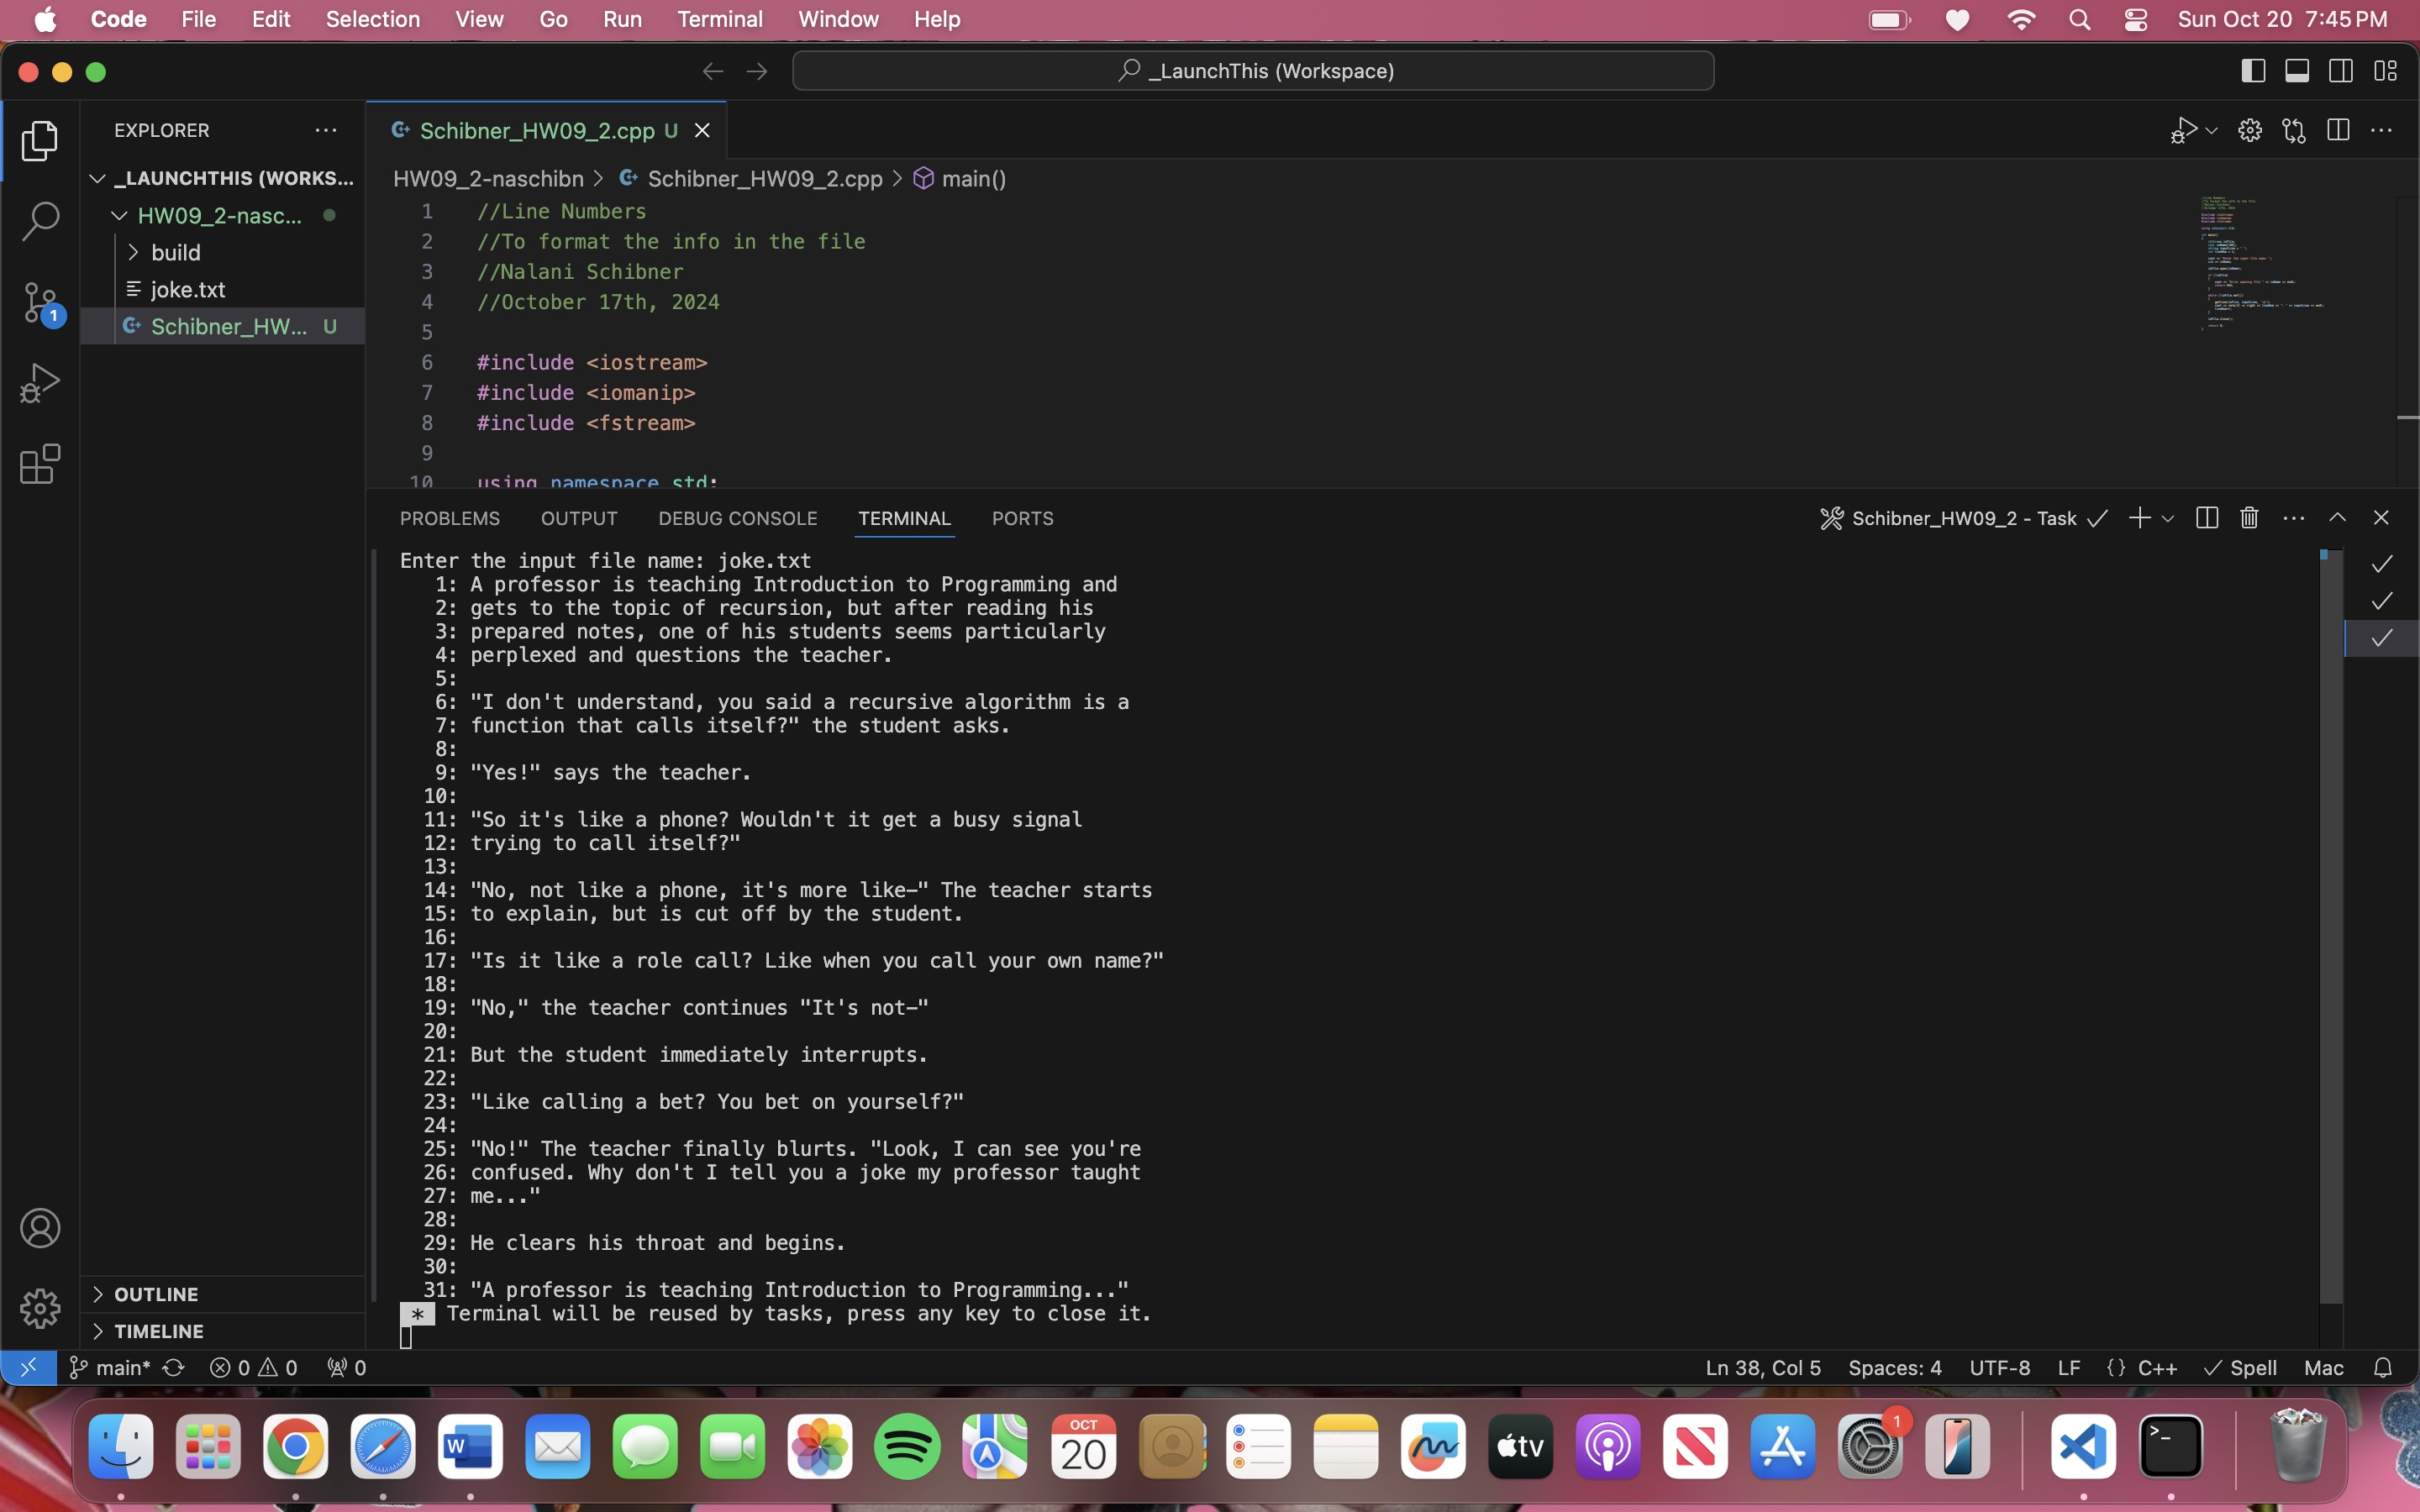 Code File Edit Selection View Go Run Terminal Window Help Sun Oct 20 7:45 PM
_LaunchThis (Workspace)
EXPLORER
_LAUNCHTHIS (WORKS...
HW09_2-nasc...
build
joke.txt
Schibner_HW... U
OUTLINE
TIMELINE
1
Schibner_HW09_2.cpp U
HW09_2-naschibn > Schibner_HW09_2.cpp > main()
1 //Line Numbers
2 //To format the info in the file
3 //Nalani Schibner
4 //October 17th, 2024
5
6 #include <iostream>
7 #include <iomanip>
8 #include <fstream>
9
10 using namespace std;
PROBLEMS OUTPUT DEBUG CONSOLE TERMINAL PORTS Schibner_HW09_2 - Task
Enter the input file name: joke.txt
1: A professor is teaching Introduction to Programming and
2: gets to the topic of recursion, but after reading his
3: prepared notes, one of his students seems particularly
4: perplexed and questions the teacher.
5:
6: "I don't understand, you said a recursive algorithm is a
7: function that calls itself?" the student asks.
8:
9: "Yes!" says the teacher.
10:
11: "So it's like a phone? Wouldn't it get a busy signal
12: trying to call itself?"
13:
14: "No, not like a phone, it's more like—" The teacher starts
15: to explain, but is cut off by the student.
16:
17: "Is it like a role call? Like when you call your own name?"
18:
19: "No," the teacher continues "It's not—"
20:
21: But the student immediately interrupts.
22:
23: "Like calling a bet? You bet on yourself?"
24:
25: "No!" The teacher finally blurts. "Look, I can see you're
26: confused. Why don't I tell you a joke my professor taught
27: me..."
28:
29: He clears his throat and begins.
30:
31: "A professor is teaching Introduction to Programming..."
* Terminal will be reused by tasks, press any key to close it.
main* 0 0 0 Ln 38, Col 5 Spaces: 4 UTF-8 LF {} C++ Spell Mac
W
OCT
20
tv
1
>_